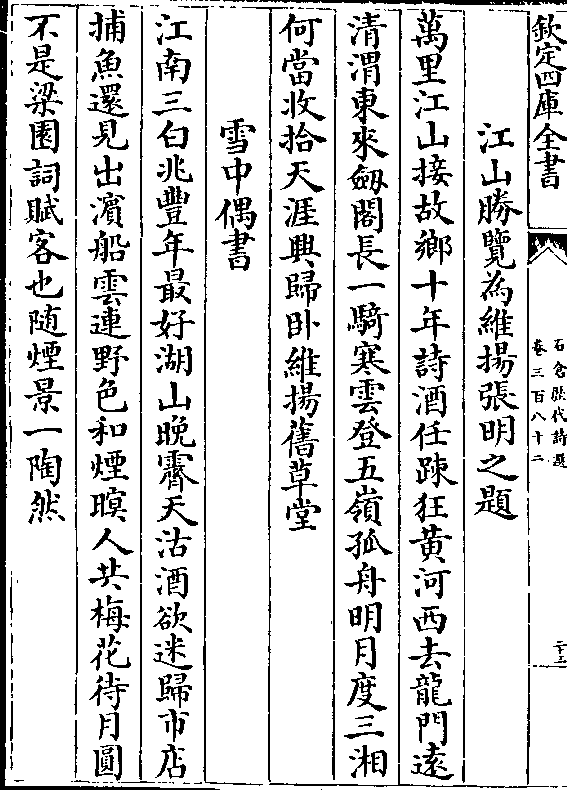 欽定四庫全書
石倉歷代詩選
卷三百八十二
江山勝覽為維揚張明之題
萬里江山接故鄉十年詩酒任踈狂黄河西去龍門遠
清渭東來劔閣長一騎寒雲登五嶺孤舟明月度三湘
何當收拾天涯興歸卧維揚舊草堂
雪中偶書
江南三白兆豐年最好湖山晚霽天沽酒欲迷歸市店
捕魚還見出濱船雲連野色和煙暝人共梅花待月圓
不是梁園詞賦客也随煙景一陶然